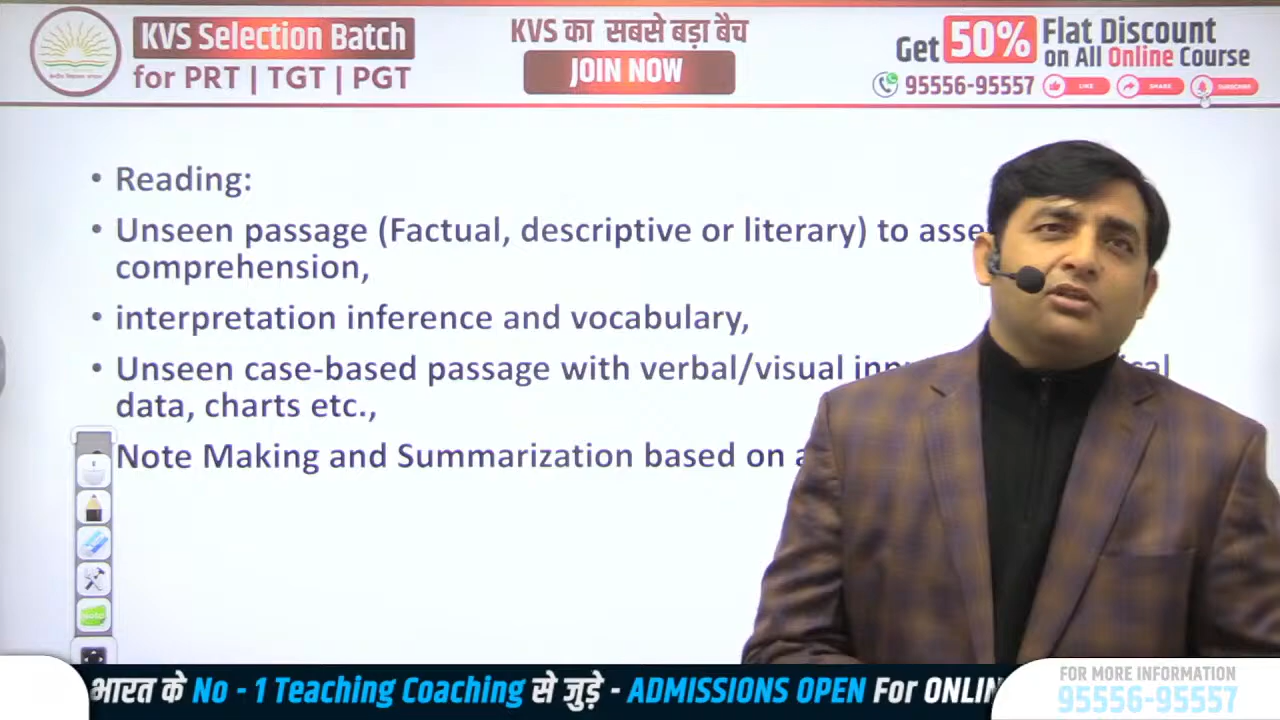 KVS Selection Batch
for PRT | TGT | PGT
KVS का सबसे बड़ा बैच
JOIN NOW
Get 50% Flat Discount
on All Online Course
95556-95557
LIKE
SHARE
SUBSCRIBE
• Reading:
• Unseen passage (Factual, descriptive or literary) to
comprehension,
• interpretation inference and vocabulary,
• Unseen case-based passage with verbal/visual
data, charts etc.,
Note Making and Summarization based on
भारत के No - 1 Teaching Coaching से जुड़े - ADMISSIONS OPEN For
FOR MORE INFORMATION
95556-95557